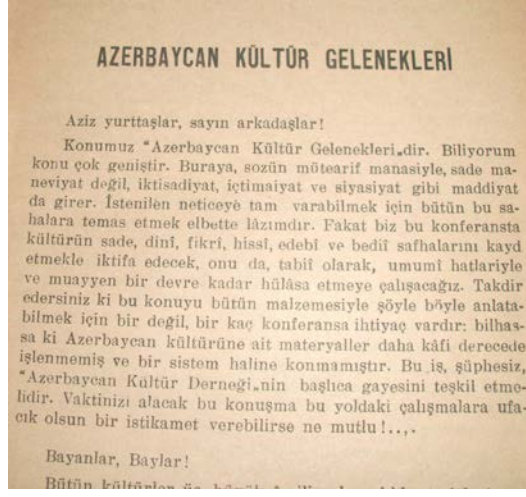 AZERBAYCAN KÜLTÜR GELENEKLERİ
Aziz yurttaşlar, sayın arkadaşlar!
Konumuz "Azerbaycan Kültür Gelenekleri„dir. Biliyorum
konu çok geniştir. Buraya, sözün mütearif manasiyle, sade ma-
neviyat değil, iktisadiyat, içtimaiyat ve siyasiyat gibi maddiyat
da girer. İstenilen neticeye tam varabilmek için bütün bu sa-
halara temas etmek elbette lâzımdır. Fakat biz bu konferansta
kültürün sade, dinî, fikrî, hissî, edebî ve bediî safhalarını kayd
etmekle iktifa edecek, onu da, tabiî olarak, umumî hatlariyle
ve muayyen bir devre kadar hülâsa etmeye çalışacağız. Takdir
edersiniz ki bu konuyu bütün malzemesiyle şöyle böyle anlata-
bilmek için bir değil, bir kaç konferansa ihtiyaç vardır: bilhas-
sa ki Azerbaycan kültürüne ait materyaller daha kâfi derecede
işlenmemiş ve bir sistem haline konmamıştır. Bu iş, şüphesiz,
"Azerbaycan Kültür Derneği„nin başlıca gayesini teşkil etme-
lidir. Vaktinizi alacak bu konuşma bu yoldaki çalışmalara ufa-
cık olsun bir istikamet verebilirse ne mutlu!..,.
Bayanlar, Baylar!
Bütün kültürler